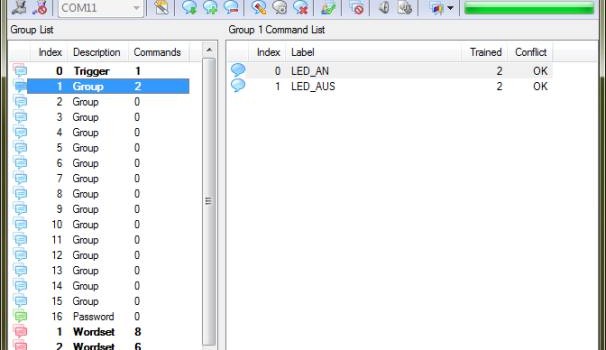 COM11
Group List
Index Description Commands
0 Trigger 1
1 Group 2
2 Group 0
3 Group 0
4 Group 0
5 Group 0
6 Group 0
7 Group 0
8 Group 0
9 Group 0
10 Group 0
11 Group 0
12 Group 0
13 Group 0
14 Group 0
15 Group 0
16 Password 0
1 Wordset 8
2 Wordset 6
Group 1 Command List
Index Label Trained Conflict
0 LED_AN 2 OK
1 LED_AUS 2 OK